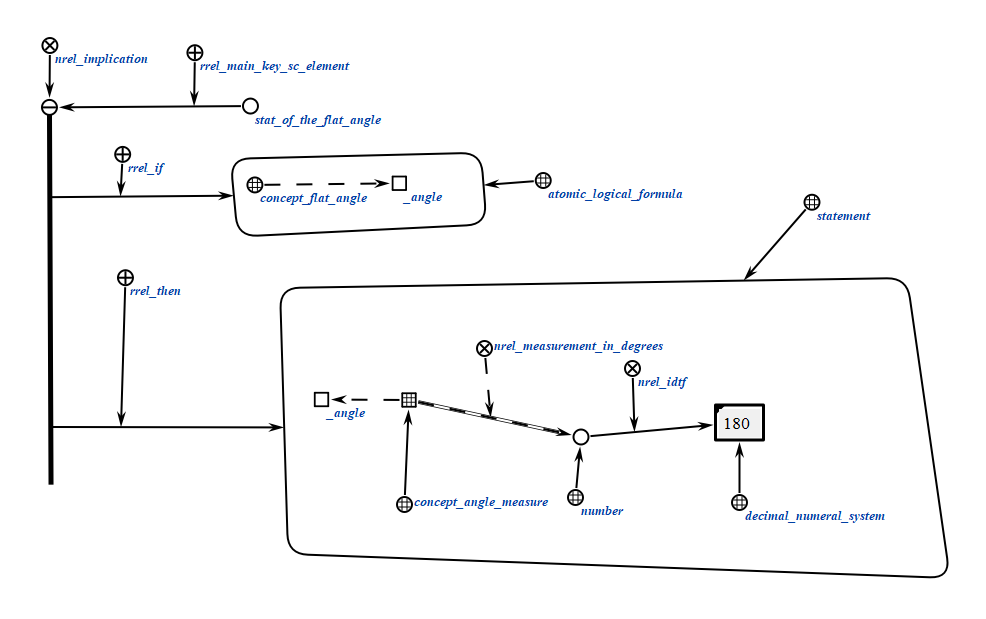 nrel_implication
rrel_main_key_sc_element
stat_of_the_flat_angle
rrel_if
concept_flat_angle
_angle
atomic_logical_formula
statement
rrel_then
nrel_measurement_in_degrees
nrel_idtf
_angle
180
concept_angle_measure
number
decimal_numeral_system